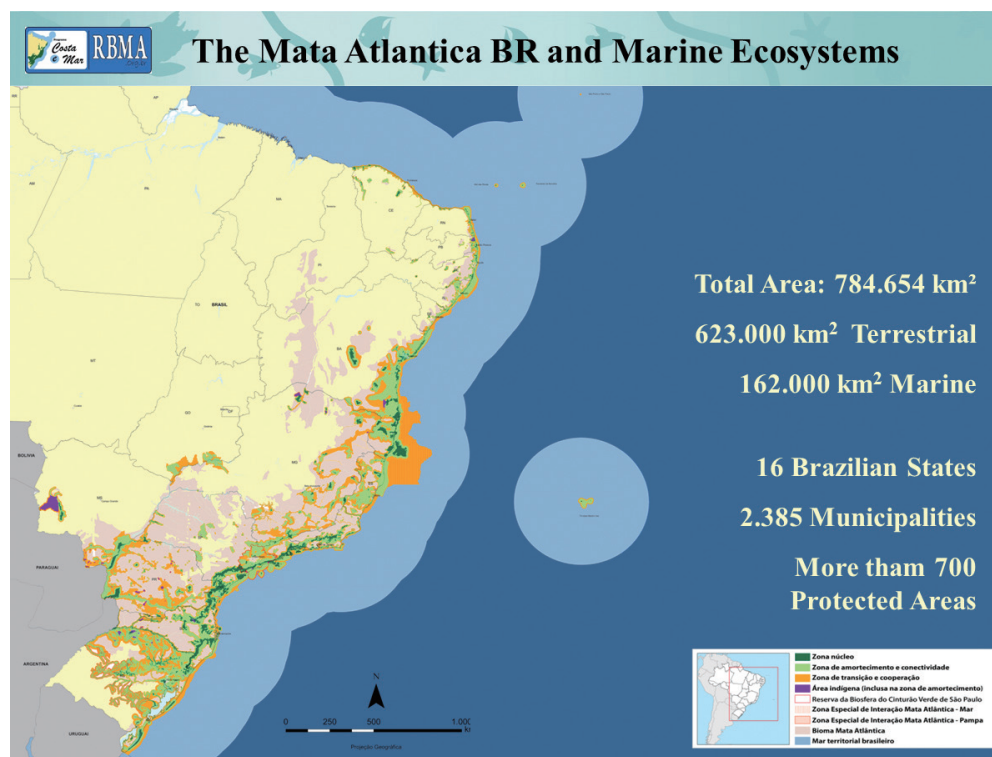 Costa
e Mar
RBMA
The Mata Atlantica BR and Marine Ecosystems
Total Area: 784.654 km²
623.000 km² Terrestrial
162.000 km² Marine
16 Brazilian States
2.385 Municipalities
More tham 700
Protected Areas
BRASIL
BOLIVIA
PARAGUAI
ARGENTINA
URUGUAI
N
0 250 500 1.000
Projeção Geográfica
Zona núcleo
Zona de amortecimento e conectividade
Zona de transição e cooperação
Área indígena (inclusa na zona de amortecimento)
Reserva da Biosfera do Cinturão Verde de São Paulo
Zona Especial de Interação Mata Atlântica - Mar
Zona Especial de Interação Mata Atlântica - Pampa
Bioma Mata Atlântica
Mar territorial brasileiro